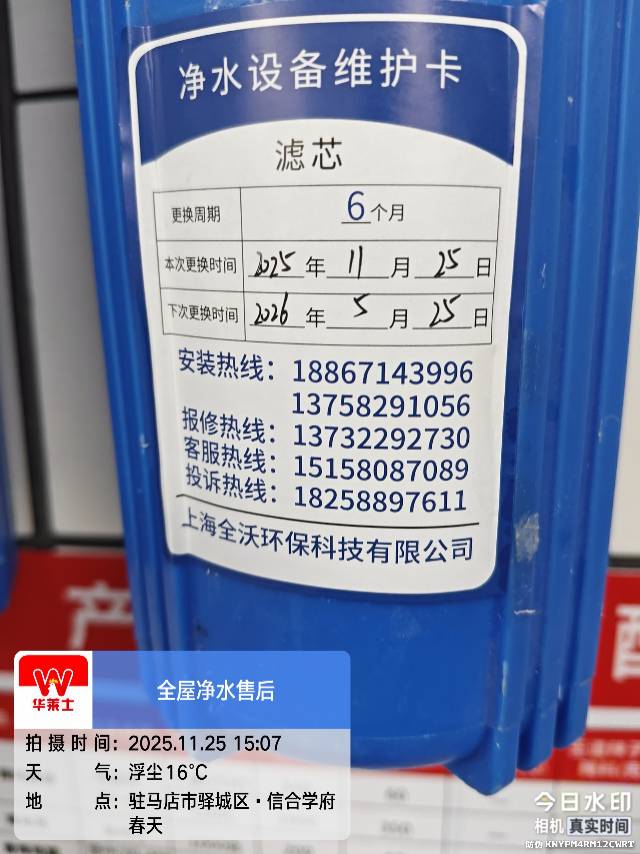 净水设备维护卡
滤芯
更换周期 6个月
本次更换时间 2025年11月25日
下次更换时间 2026年5月25日
安装热线：18867143996
13758291056
报修热线：13732292730
客服热线：15158087089
投诉热线：18258897611
上海全沃环保科技有限公司
产
配
华莱士
全屋净水售后
拍摄时间：2025.11.25 15:07
天气：浮尘16℃
地点：驻马店市驿城区·信合学府
春天
今日水印
相机 真实时间
防伪 KNYPM4RM12CWRT